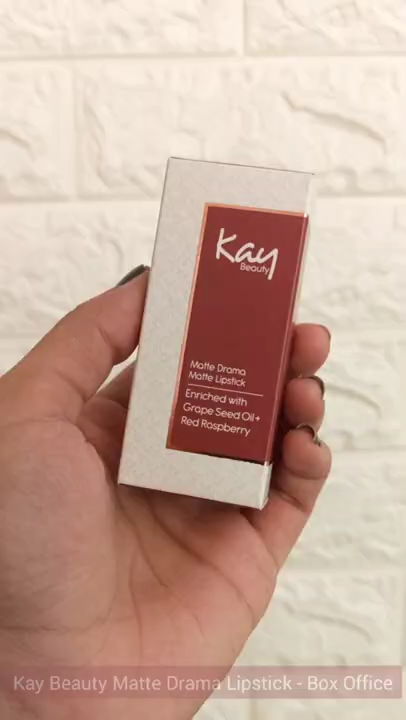 Kay
Beauty
Matte Drama
Matte Lipstick
Enriched with
Grape Seed Oil+
Red Raspberry
Kay Beauty Matte Drama Lipstick - Box Office